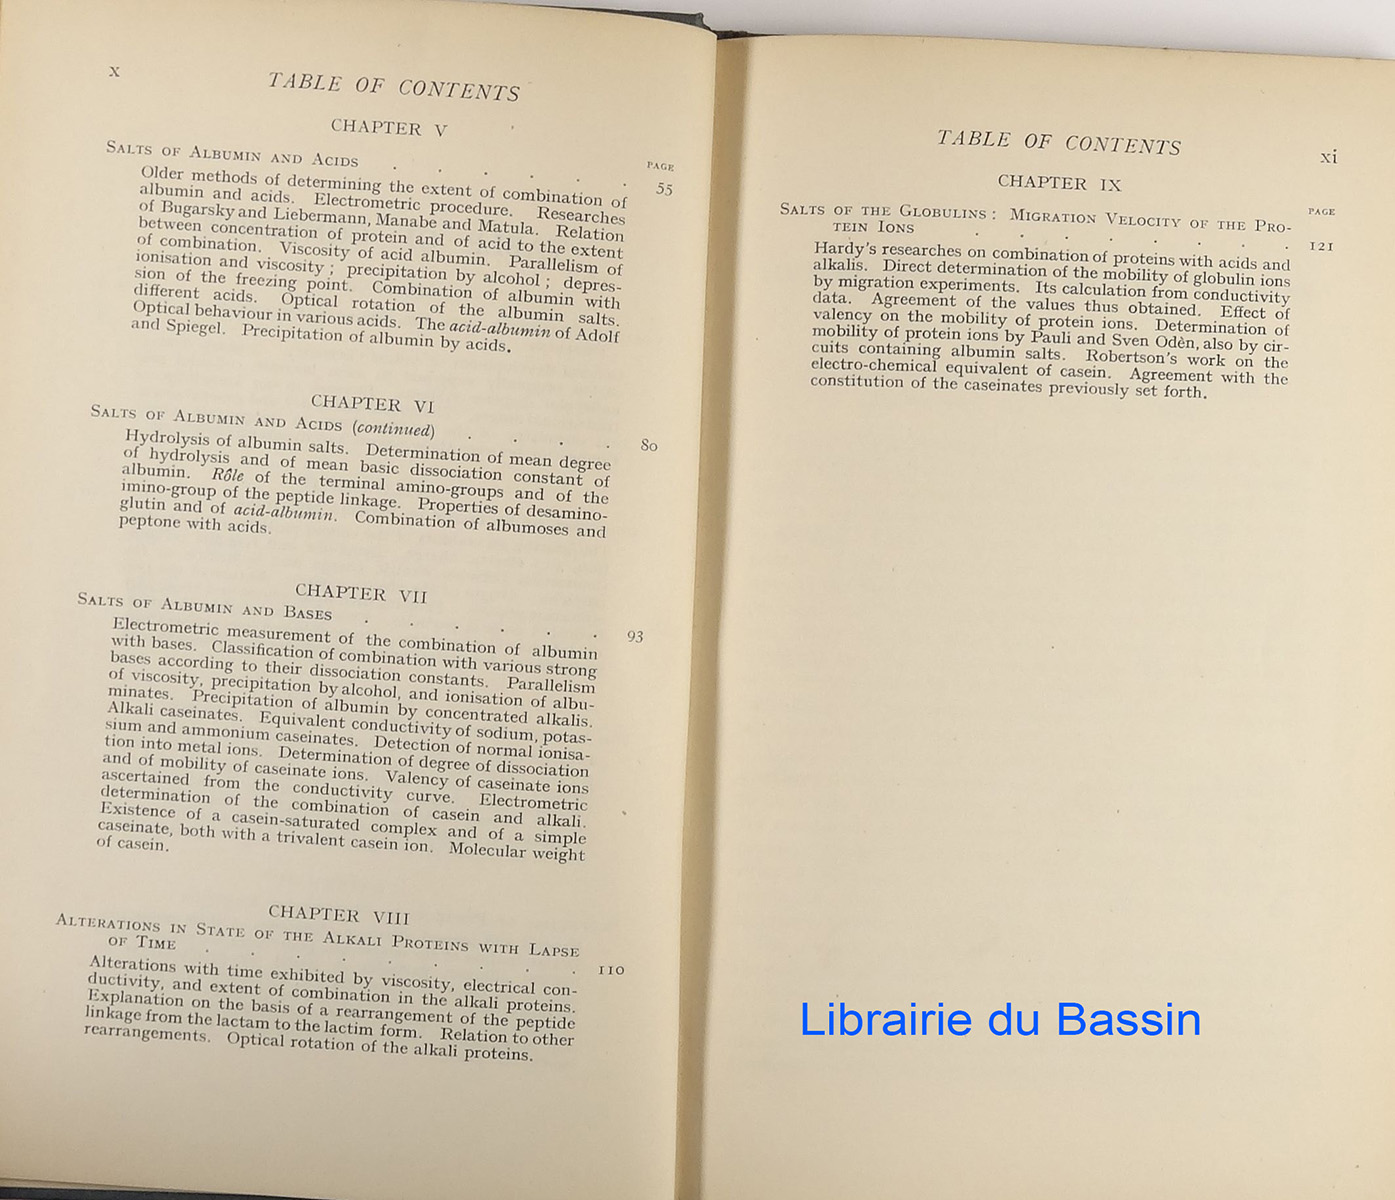 x
TABLE OF CONTENTS
CHAPTER V
PAGE
Salts of Albumin and Acids . . . . . . 55
Older methods of determining the extent of combination of
albumin and acids. Electrometric procedure. Researches
of Bugarsky and Liebermann, Manabe and Matula. Relation
between concentration of protein and of acid to the extent
of combination. Viscosity of acid albumin. Parallelism of
ionisation and viscosity; precipitation by alcohol; depres-
sion of the freezing point. Combination of albumin with
different acids. Optical rotation of the albumin salts.
Optical behaviour in various acids. The acid-albumin of Adolf
and Spiegel. Precipitation of albumin by acids.
CHAPTER VI
Salts of Albumin and Acids (continued) . . . . 80
Hydrolysis of albumin salts. Determination of mean degree
of hydrolysis and of mean basic dissociation constant of
albumin. Rôle of the terminal amino-groups and of the
imino-group of the peptide linkage. Properties of desamino-
glutin and of acid-albumin. Combination of albumoses and
peptone with acids.
CHAPTER VII
Salts of Albumin and Bases . . . . . . 93
Electrometric measurement of the combination of albumin
with bases. Classification of combination with various strong
bases according to their dissociation constants. Parallelism
of viscosity, precipitation by alcohol, and ionisation of albu-
minates. Precipitation of albumin by concentrated alkalis.
Alkali caseinates. Equivalent conductivity of sodium, potas-
sium and ammonium caseinates. Detection of normal ionisa-
tion into metal ions. Determination of degree of dissociation
and of mobility of caseinate ions. Valency of caseinate ions
ascertained from the conductivity curve. Electrometric
determination of the combination of casein and alkali.
Existence of a casein-saturated complex and of a simple
caseinate, both with a trivalent casein ion. Molecular weight
of casein.
CHAPTER VIII
Alterations in State of the Alkali Proteins with Lapse
of Time . . . . . . . . . 110
Alterations with time exhibited by viscosity, electrical con-
ductivity, and extent of combination in the alkali proteins.
Explanation on the basis of a rearrangement of the peptide
linkage from the lactam to the lactim form. Relation to other
rearrangements. Optical rotation of the alkali proteins.
TABLE OF CONTENTS
xi
CHAPTER IX
PAGE
Salts of the Globulins: Migration Velocity of the Pro-
tein Ions . . . . . . . . 121
Hardy's researches on combination of proteins with acids and
alkalis. Direct determination of the mobility of globulin ions
by migration experiments. Its calculation from conductivity
data. Agreement of the values thus obtained. Effect of
valency on the mobility of protein ions. Determination of
mobility of protein ions by Pauli and Sven Odèn, also by cir-
cuits containing albumin salts. Robertson's work on the
electro-chemical equivalent of casein. Agreement with the
constitution of the caseinates previously set forth.
Librairie du Bassin